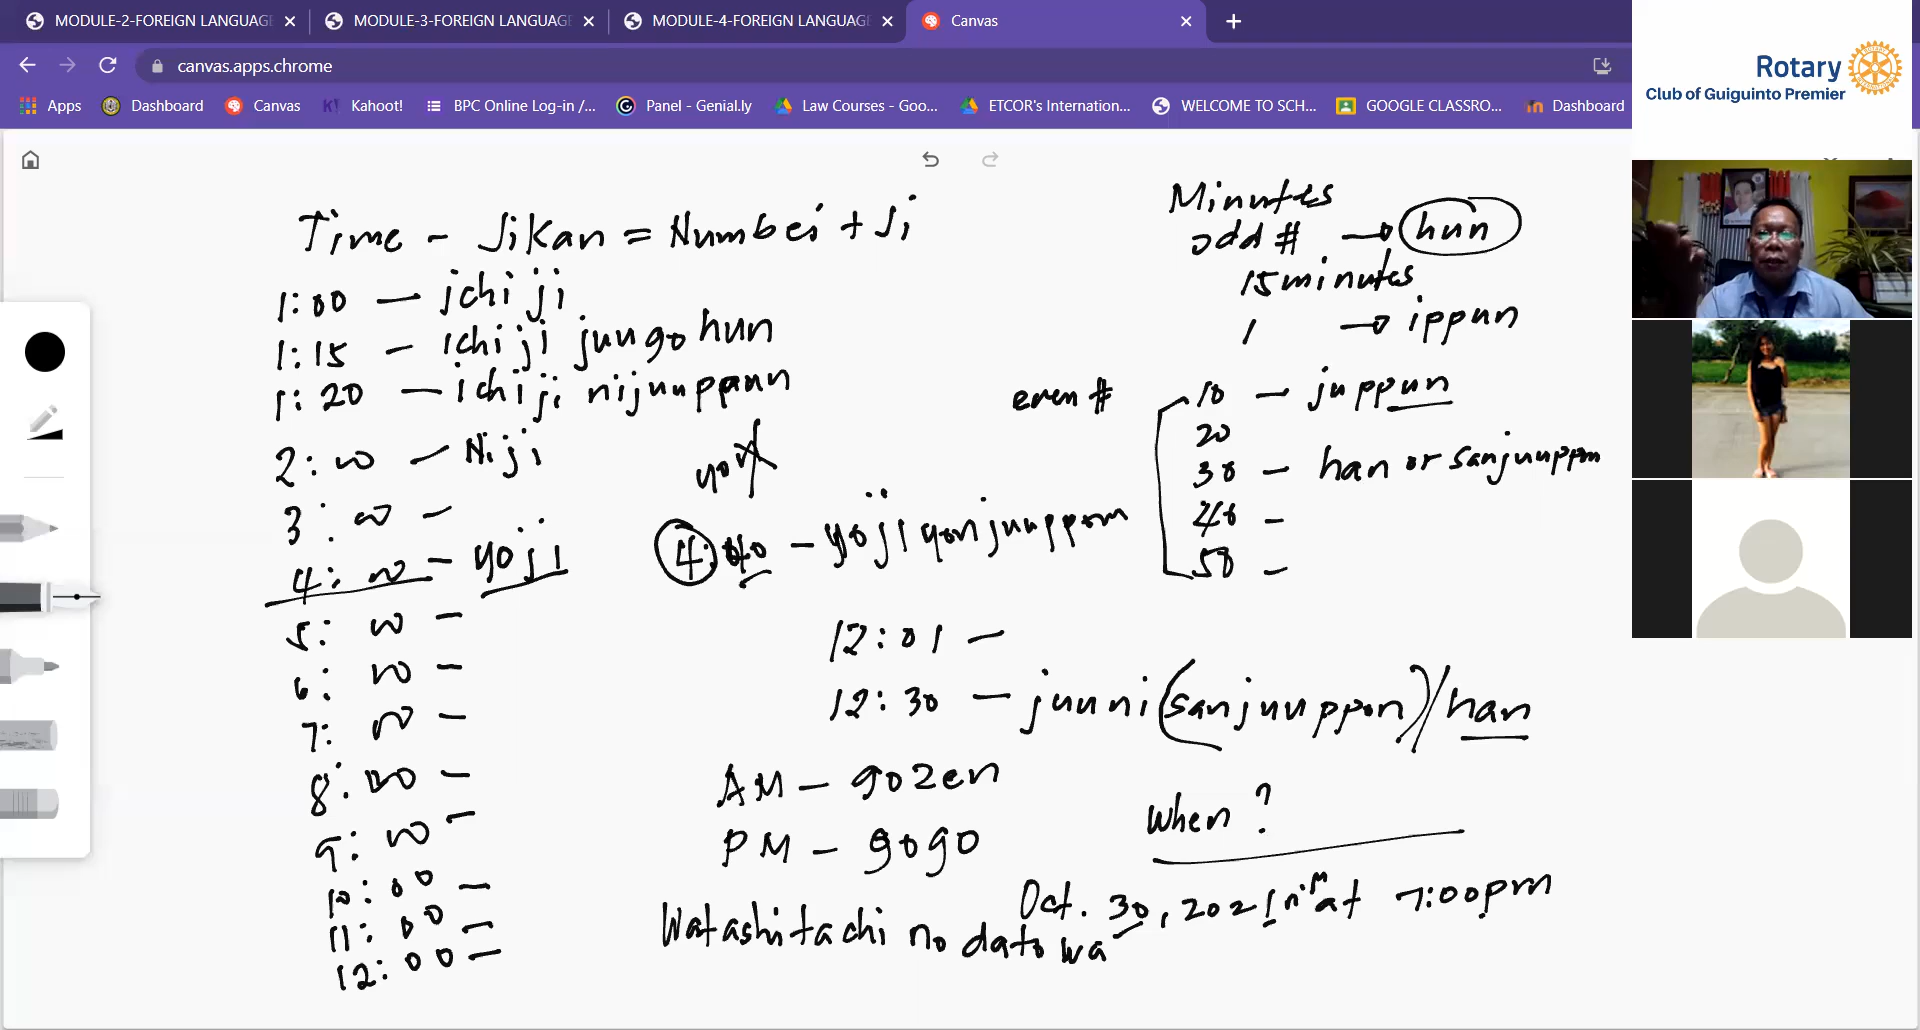 MODULE-2-FOREIGN LANGUAGE
MODULE-3-FOREIGN LANGUAGE
MODULE-4-FOREIGN LANGUAGE
Canvas
canvas.apps.chrome
Apps
Dashboard
Canvas
Kahoot!
BPC Online Log-in /...
Panel - Genial.ly
Law Courses - Goo...
ETCOR's Internation...
WELCOME TO SCH...
GOOGLE CLASSRO...
Dashboard
Rotary
Club of Guiguinto Premier
Time - Jikan = Number + Ji
1:00 - ichi ji
1:15 - ichi ji juugo hun
1:20 - ichi ji nijuuppun
2:00 - Niji
3:00 -
4:00 - yoji
5:00 -
6:00 -
7:00 -
8:00 -
9:00 -
10:00 -
11:00 -
12:00 -
Minutes
odd # → hun
15 minutes
1 → ippun
even #
10 - juppun
20
30 - han or sanjuuppun
40 -
50 -
4:40 - yoji yonjuuppun
12:01 -
12:30 - juuni (sanjuuppun) / han
AM - gozen
PM - gogo
When?
Oct. 30, 2021 at 7:00pm
Watashitachi no dato wa